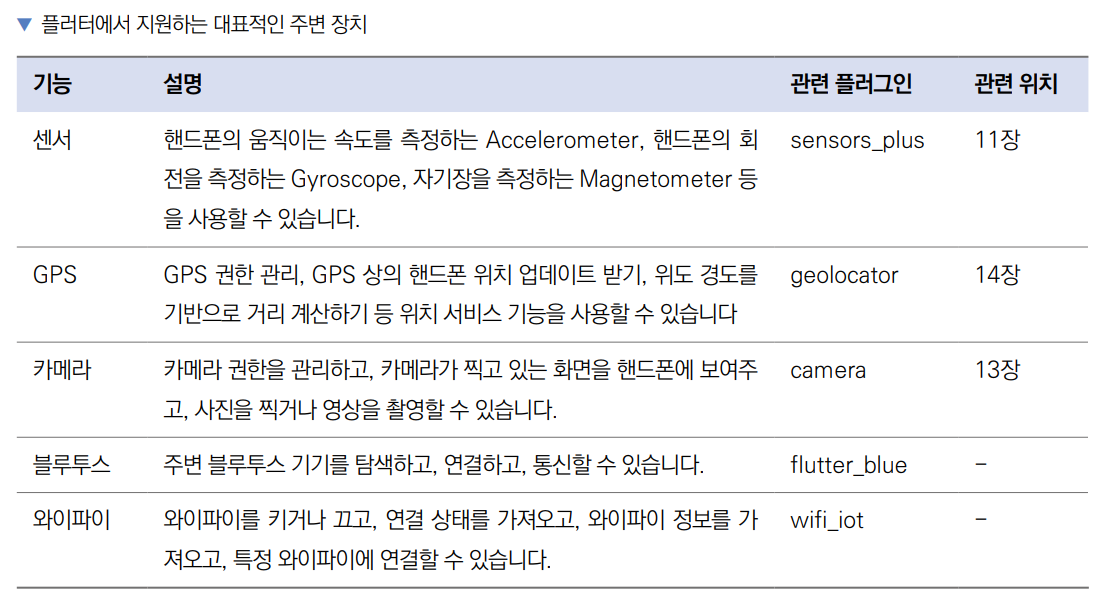 ▼ 플러터에서 지원하는 대표적인 주변 장치
기능 설명 관련 플러그인 관련 위치
센서 핸드폰의 움직이는 속도를 측정하는 Accelerometer, 핸드폰의 회 sensors_plus 11장
전을 측정하는 Gyroscope, 자기장을 측정하는 Magnetometer 등
을 사용할 수 있습니다.
GPS GPS 권한 관리, GPS 상의 핸드폰 위치 업데이트 받기, 위도 경도를 geolocator 14장
기반으로 거리 계산하기 등 위치 서비스 기능을 사용할 수 있습니다
카메라 카메라 권한을 관리하고, 카메라가 찍고 있는 화면을 핸드폰에 보여주 camera 13장
고, 사진을 찍거나 영상을 촬영할 수 있습니다.
블루투스 주변 블루투스 기기를 탐색하고, 연결하고, 통신할 수 있습니다. flutter_blue –
와이파이 와이파이를 키거나 끄고, 연결 상태를 가져오고, 와이파이 정보를 가 wifi_iot –
져오고, 특정 와이파이에 연결할 수 있습니다.